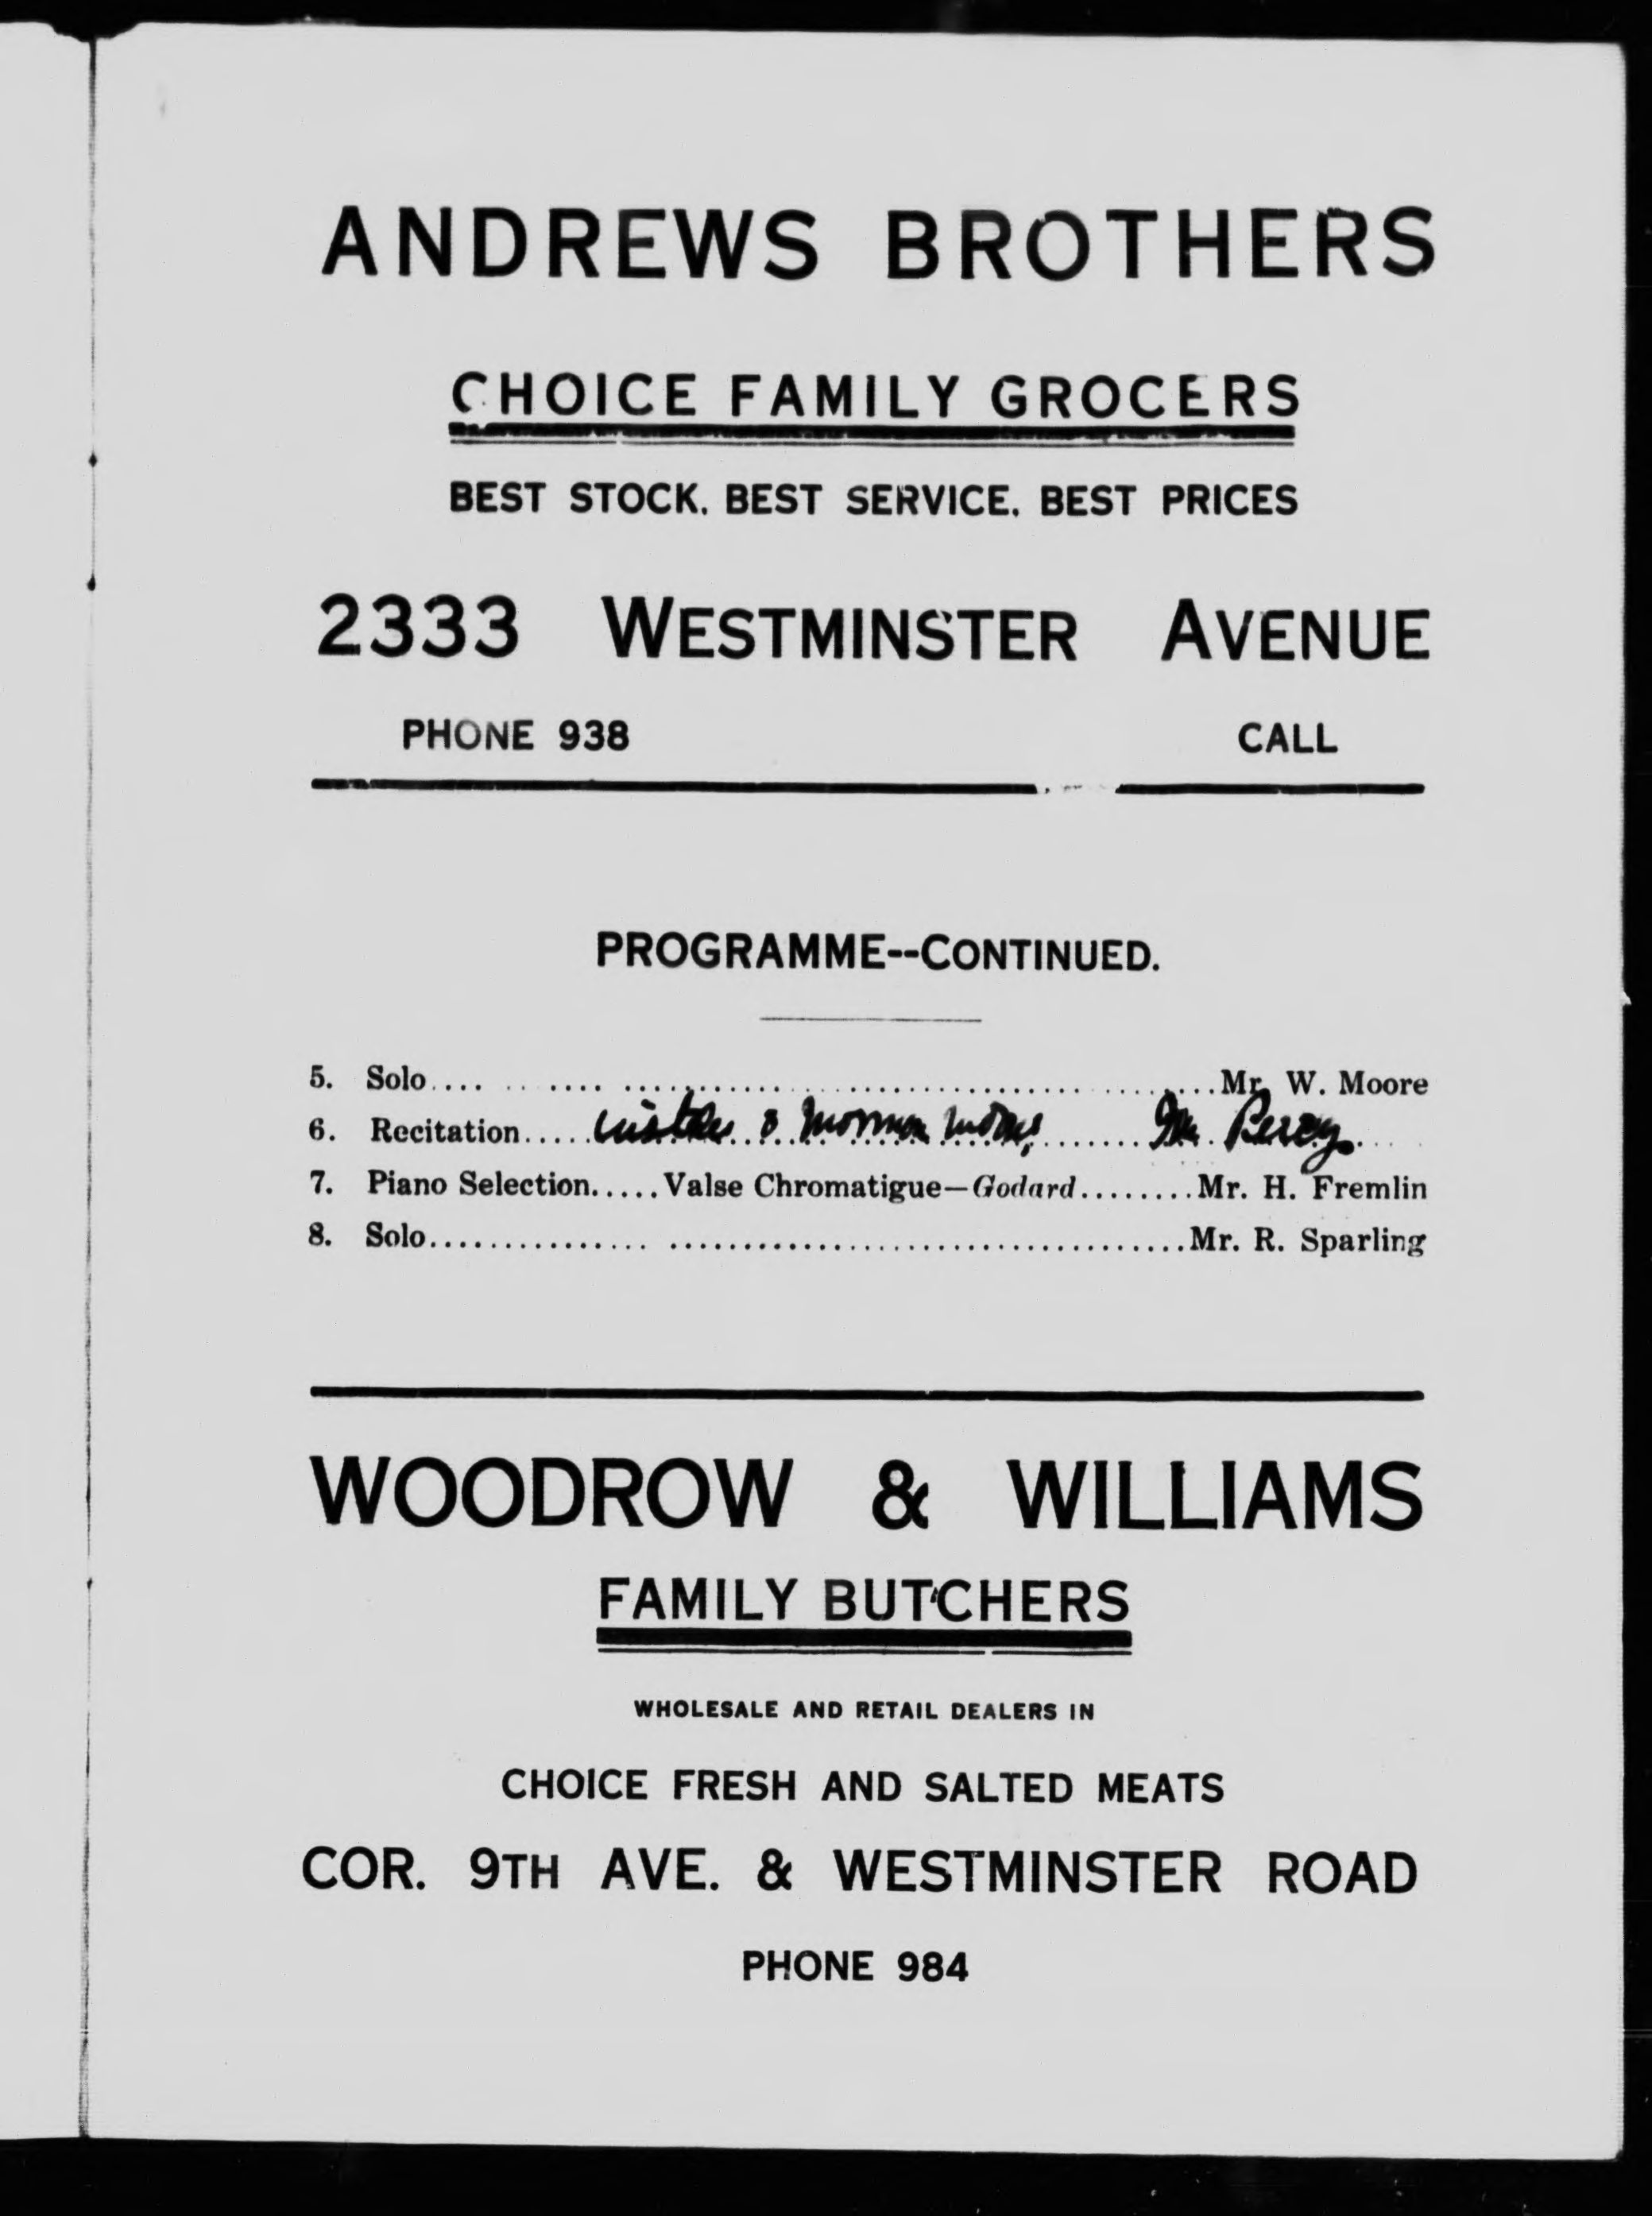 ANDREWS BROTHERS
CHOICE FAMILY GROCERS
BEST STOCK. BEST SERVICE. BEST PRICES
2333 WESTMINSTER AVENUE
PHONE 938 CALL
PROGRAMME--CONTINUED.
5. Solo.... .. .... ........................................Mr. W. Moore
6. Recitation..... Mr. Percy
7. Piano Selection.....Valse Chromatigue—Godard........Mr. H. Fremlin
8. Solo............... ...................................Mr. R. Sparling
WOODROW & WILLIAMS
FAMILY BUTCHERS
WHOLESALE AND RETAIL DEALERS IN
CHOICE FRESH AND SALTED MEATS
COR. 9TH AVE. & WESTMINSTER ROAD
PHONE 984